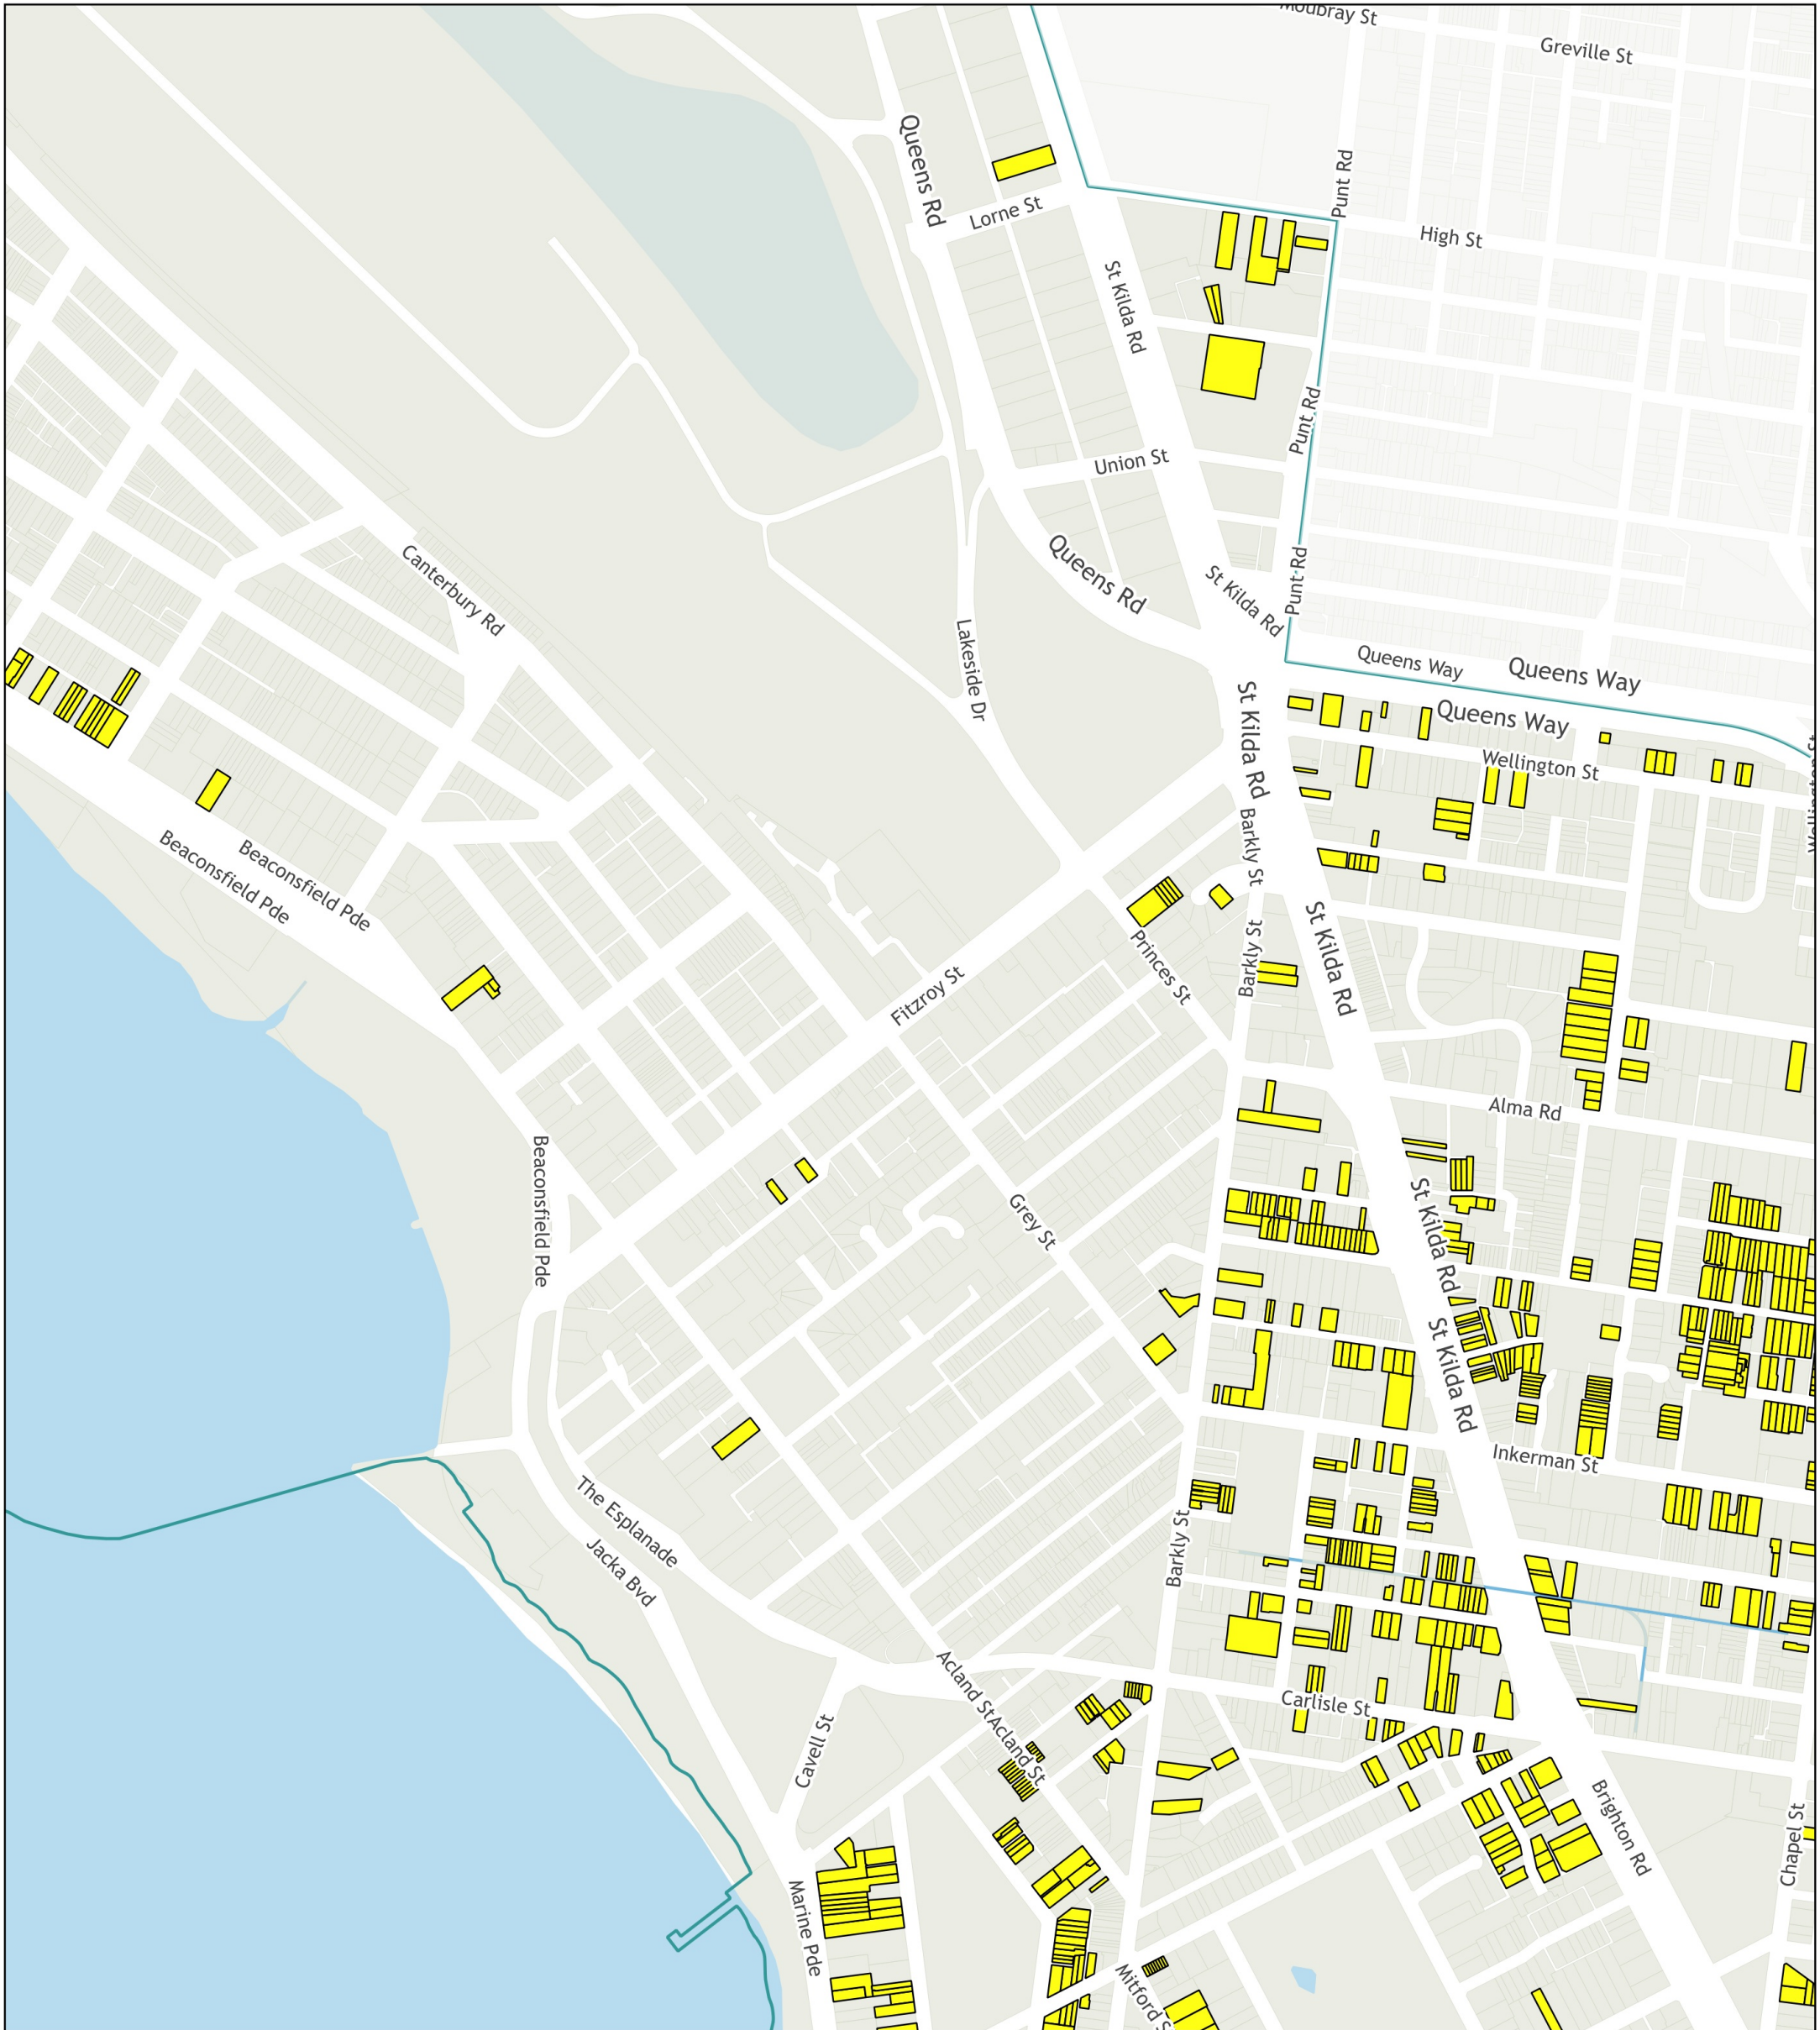 Moubray St
Greville St
Queens Rd
Punt Rd
Lorne St
High St
St Kilda Rd
Punt Rd
Union St
Queens Rd
Canterbury Rd
St Kilda Rd
Punt Rd
Lakeside Dr
Queens Way
Queens Way
St Kilda Rd
Queens Way
Wellington St
Wellington St
Barkly St
Beaconsfield Pde
Beaconsfield Pde
St Kilda Rd
Princes St
Barkly St
Fitzroy St
Alma Rd
Beaconsfield Pde
Grey St
St Kilda Rd
St Kilda Rd
Inkerman St
The Esplanade
Jacka Bvd
Barkly St
Acland St
Acland St
Carlisle St
Cavell St
Brighton Rd
Chapel St
Marine Pde
Mitford S